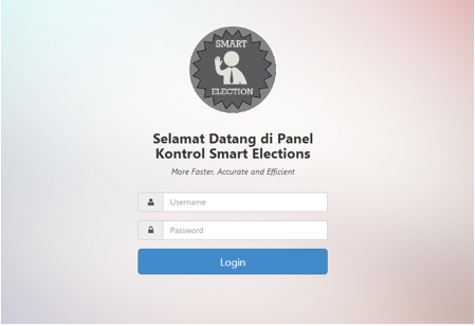 SMART
ELECTION
Selamat Datang di Panel
Kontrol Smart Elections
More Faster, Accurate and Efficient
Username
Password
Login